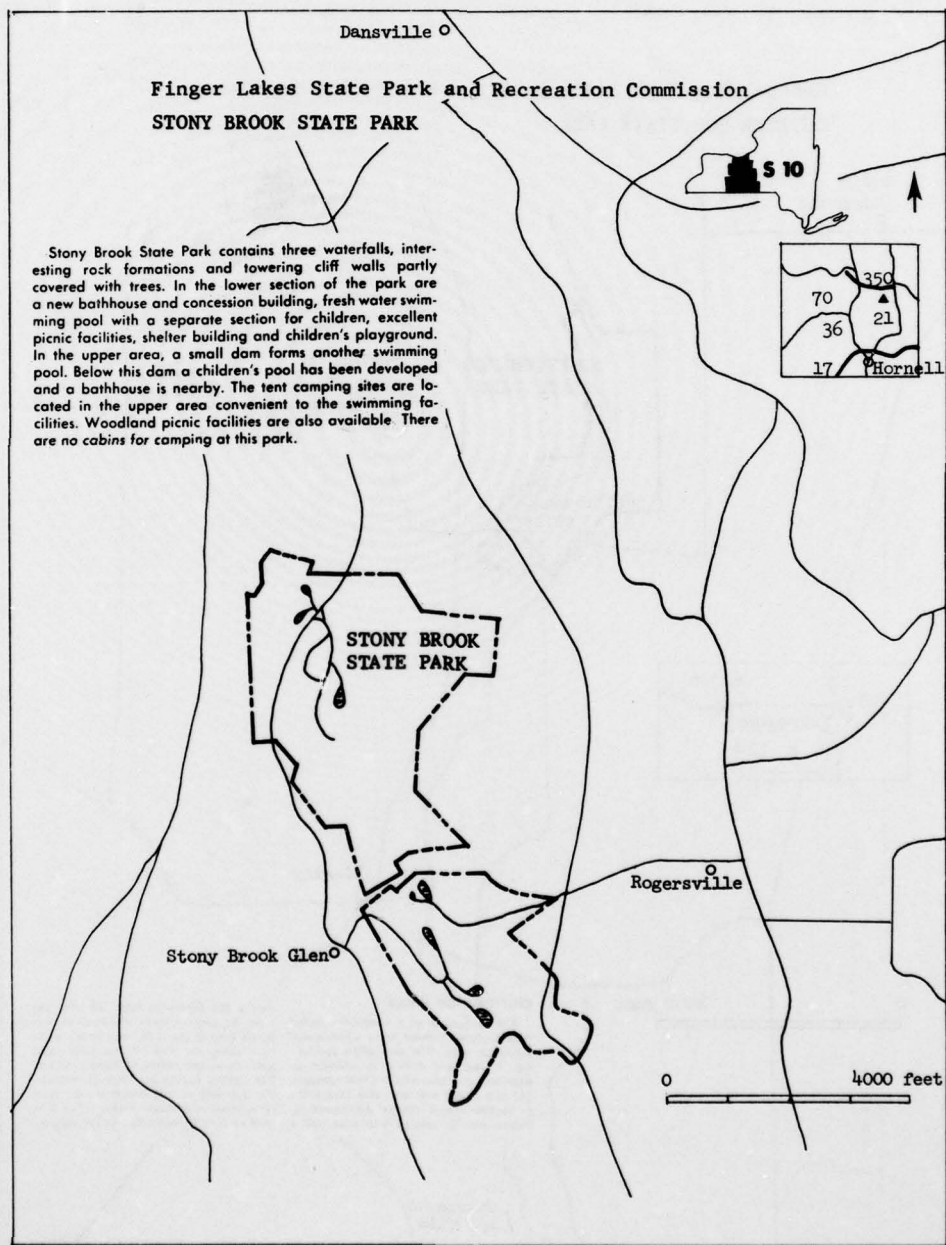 Dansville
Finger Lakes State Park and Recreation Commission
STONY BROOK STATE PARK
S 10
Stony Brook State Park contains three waterfalls, inter-
esting rock formations and towering cliff walls partly
covered with trees. In the lower section of the park are
a new bathhouse and concession building, fresh water swim-
ming pool with a separate section for children, excellent
picnic facilities, shelter building and children's playground.
In the upper area, a small dam forms another swimming
pool. Below this dam a children's pool has been developed
and a bathhouse is nearby. The tent camping sites are lo-
cated in the upper area convenient to the swimming fa-
cilities. Woodland picnic facilities are also available. There
are no cabins for camping at this park.
350
70
21
36
17
Hornell
STONY BROOK
STATE PARK
Rogersville
Stony Brook Glen
0 4000 feet